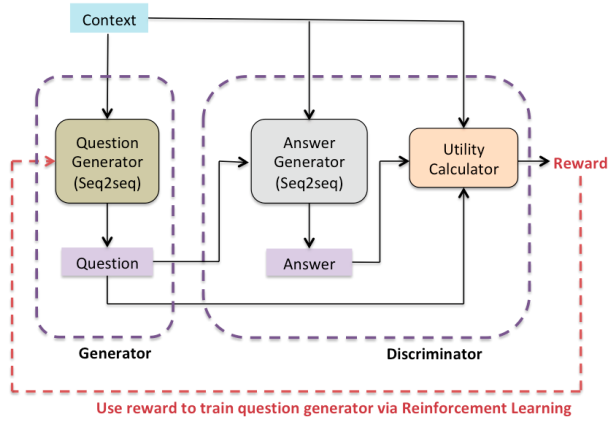 Context
Question
Generator
(Seq2seq)
Answer
Generator
(Seq2seq)
Utility
Calculator
Reward
Question
Answer
Generator
Discriminator
Use reward to train question generator via Reinforcement Learning